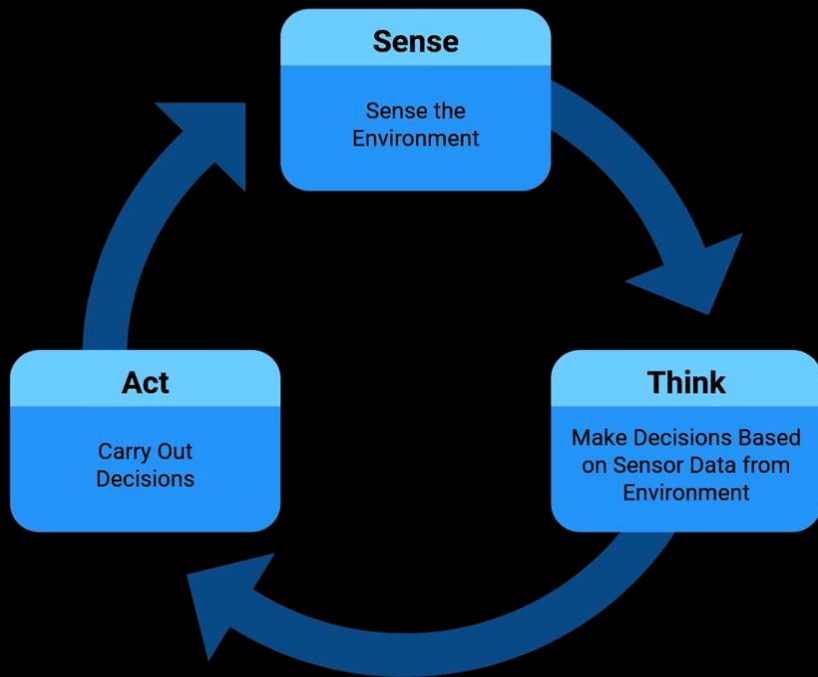 Sense
Sense the
Environment
Act
Carry Out
Decisions
Think
Make Decisions Based
on Sensor Data from
Environment